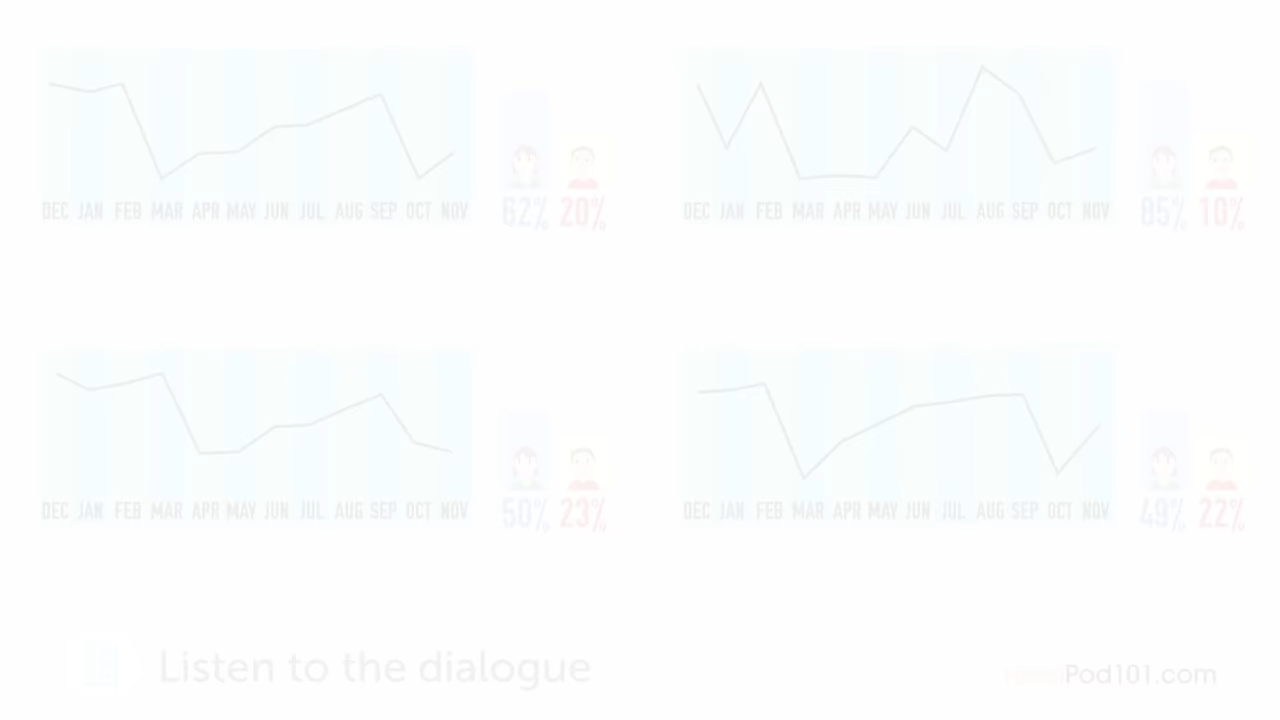 DEC JAN FEB MAR APR MAY JUN JUL AUG SEP OCT NOV
62% 20%
DEC JAN FEB MAR APR MAY JUN JUL AUG SEP OCT NOV
85% 10%
DEC JAN FEB MAR APR MAY JUN JUL AUG SEP OCT NOV
50% 23%
DEC JAN FEB MAR APR MAY JUN JUL AUG SEP OCT NOV
49% 22%
Listen to the dialogue
Pod101.com